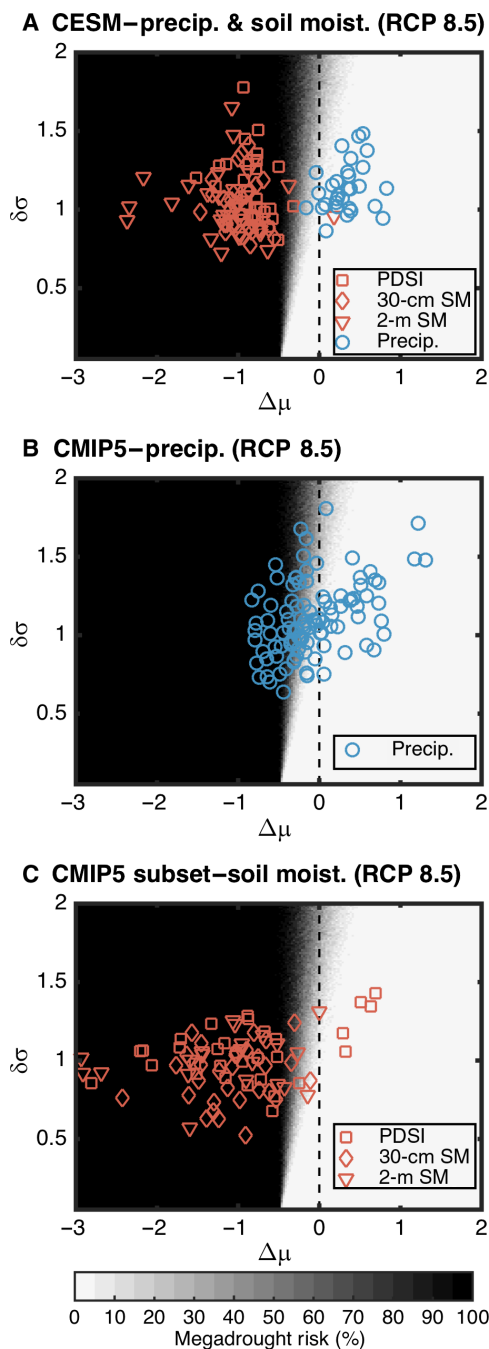 A CESM–precip. & soil moist. (RCP 8.5)
2
1.5
1
0.5
δσ
PDSI
30-cm SM
2-m SM
Precip.
−3 −2 −1 0 1 2
Δμ
B CMIP5–precip. (RCP 8.5)
2
1.5
1
0.5
δσ
Precip.
−3 −2 −1 0 1 2
Δμ
C CMIP5 subset–soil moist. (RCP 8.5)
2
1.5
1
0.5
δσ
PDSI
30-cm SM
2-m SM
−3 −2 −1 0 1 2
Δμ
0 10 20 30 40 50 60 70 80 90 100
Megadrought risk (%)